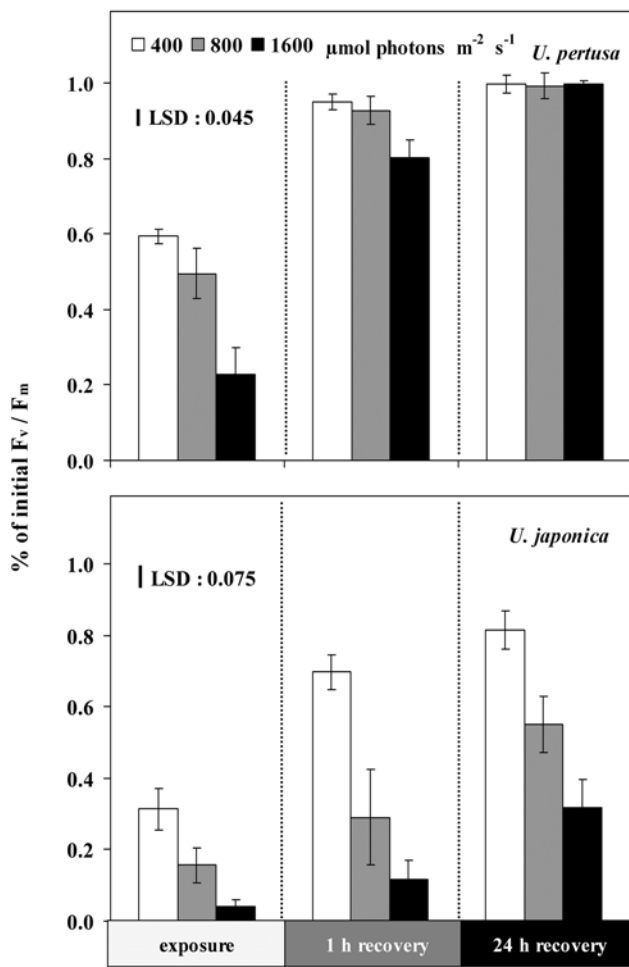 400 800 1600 µmol photons m⁻² s⁻¹
U. pertusa
LSD : 0.045
1.0
0.8
0.6
0.4
0.2
0.0
% of initial Fᵥ / Fₘ
U. japonica
LSD : 0.075
1.0
0.8
0.6
0.4
0.2
0.0
exposure 1 h recovery 24 h recovery